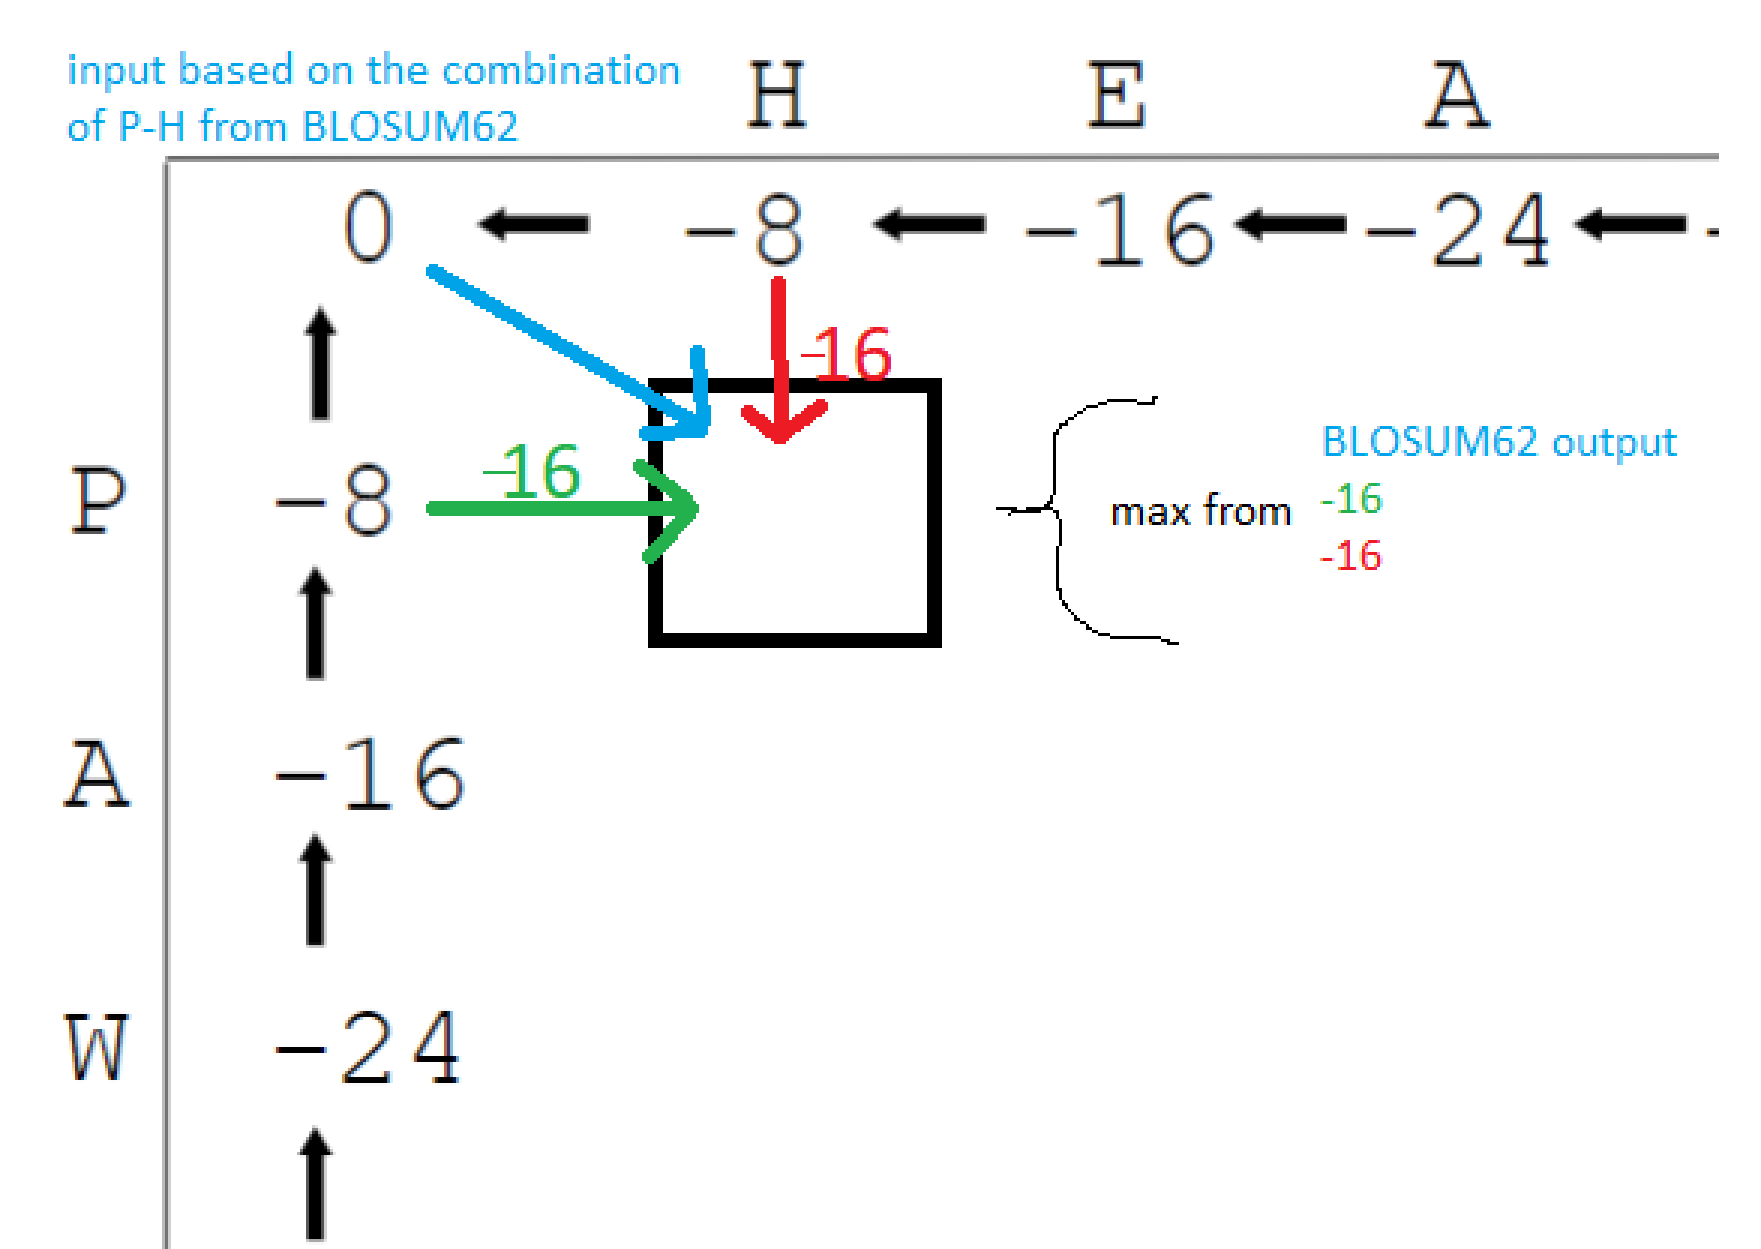 input based on the combination
of P-H from BLOSUM62
H E A
0 -8 -16 -24 -
-16
P -8 -16
max from
BLOSUM62 output
-16
-16
A -16
W -24